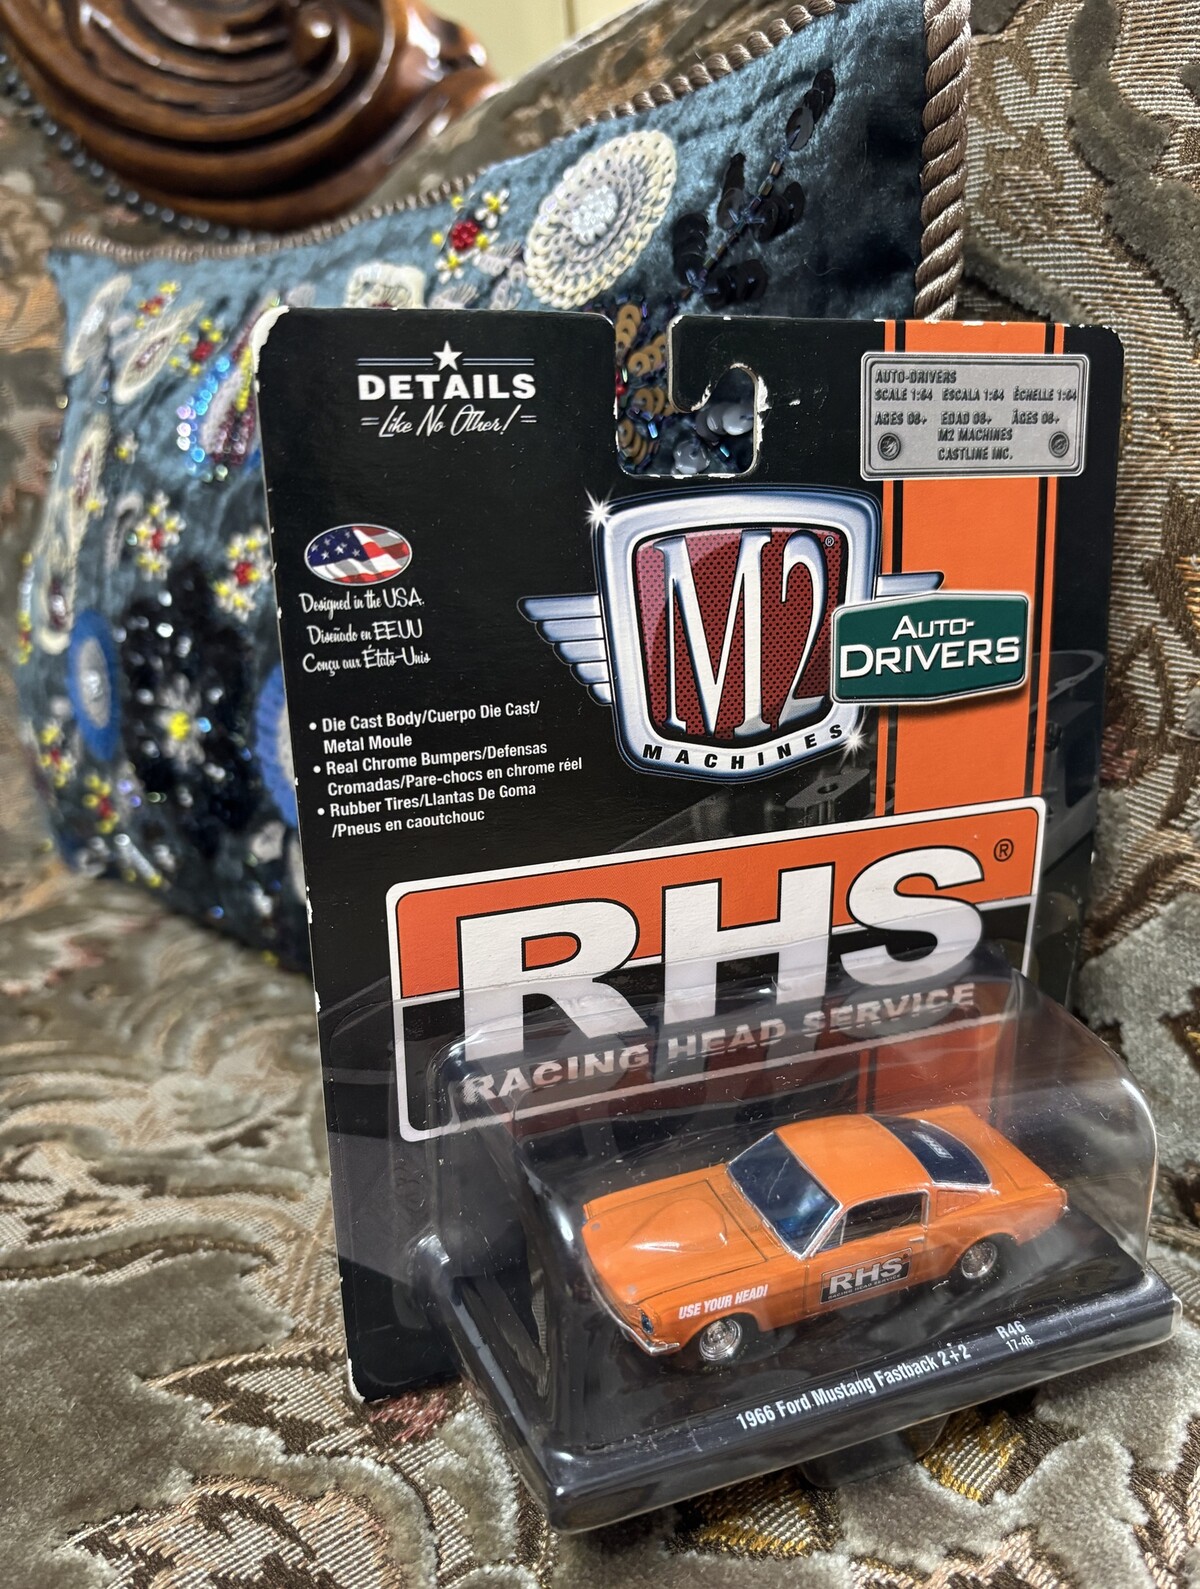 DETAILS
Like No Other!
AUTO-DRIVERS
SCALE 1:64 ESCALA 1:64 ÉCHELLE 1:64
AGES 08+ EDAD 08+ ÂGES 08+
M2 MACHINES
CASTLINE INC.
Designed in the USA.
Diseñado en EEUU
Conçu aux États-Unis
M2®
MACHINES
AUTO-
DRIVERS
• Die Cast Body/Cuerpo Die Cast/
Metal Moule
• Real Chrome Bumpers/Defensas
Cromadas/Pare-chocs en chrome réel
• Rubber Tires/Llantas De Goma
/Pneus en caoutchouc
RHS®
RACING HEAD SERVICE
RHS
USE YOUR HEAD!
RHS
RACING HEAD SERVICE
1966 Ford Mustang Fastback 2+2
R46
17-46